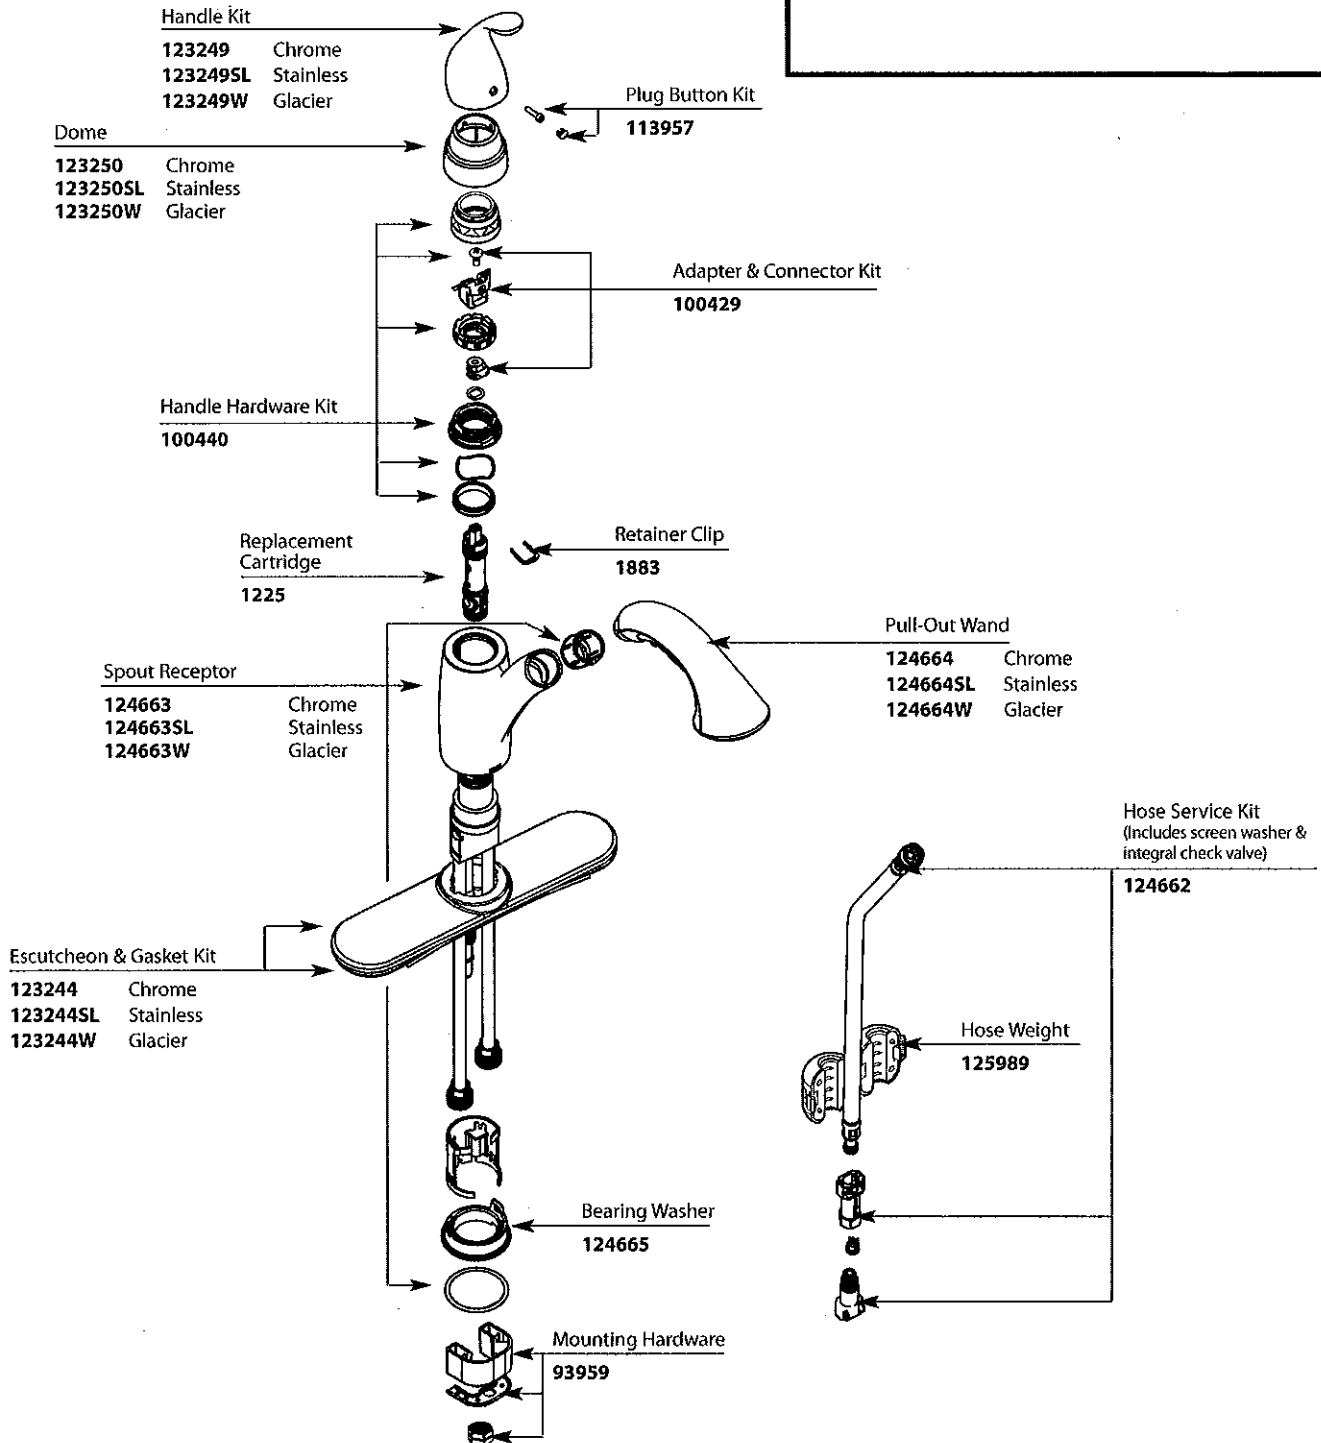 Handle Kit
123249 Chrome
123249SL Stainless
123249W Glacier
Plug Button Kit
113957
Dome
123250 Chrome
123250SL Stainless
123250W Glacier
Adapter & Connector Kit
100429
Handle Hardware Kit
100440
Replacement
Cartridge
1225
Retainer Clip
1883
Pull-Out Wand
124664 Chrome
124664SL Stainless
124664W Glacier
Spout Receptor
124663 Chrome
124663SL Stainless
124663W Glacier
Hose Service Kit
(Includes screen washer &
integral check valve)
124662
Escutcheon & Gasket Kit
123244 Chrome
123244SL Stainless
123244W Glacier
Hose Weight
125989
Bearing Washer
124665
Mounting Hardware
93959